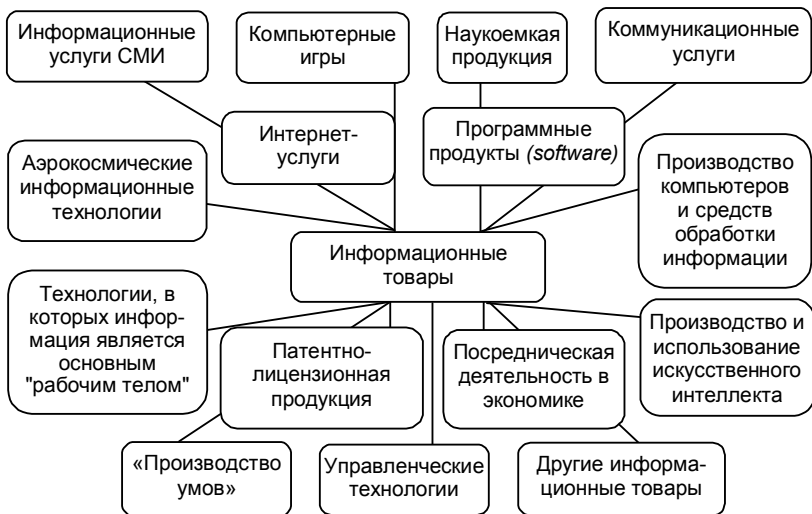 Информационные
услуги СМИ
Компьютерные
игры
Наукоемкая
продукция
Коммуникационные
услуги
Интернет-
услуги
Программные
продукты (software)
Аэрокосмические
информационные
технологии
Производство
компьютеров
и средств
обработки
информации
Информационные
товары
Технологии, в
которых инфор-
мация является
основным
"рабочим телом"
Патентно-
лицензионная
продукция
Посредническая
деятельность в
экономике
Производство и
использование
искусственного
интеллекта
«Производство
умов»
Управленческие
технологии
Другие информа-
ционные товары